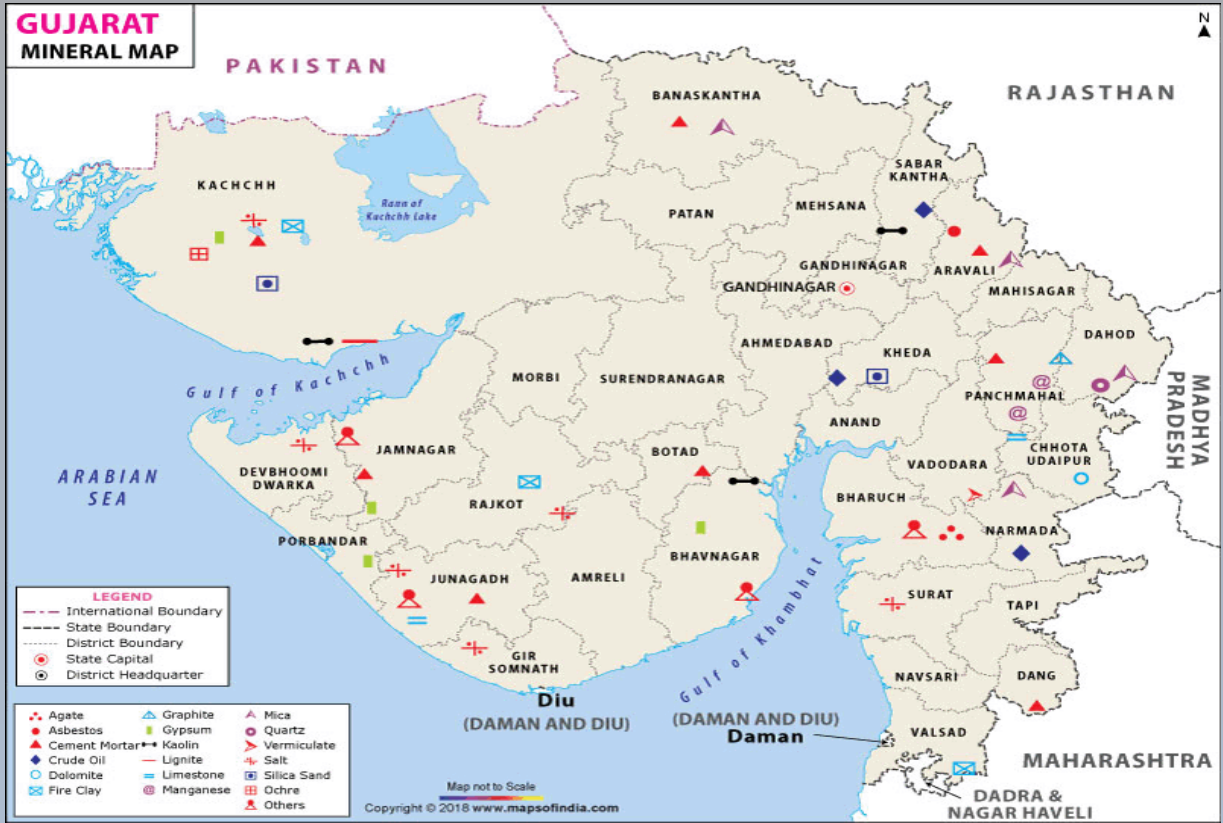 GUJARAT
MINERAL MAP
N
PAKISTAN
RAJASTHAN
BANASKANTHA
SABAR
KANTHA
KACHCHH
Rann of
Kuchchh Lake
PATAN
MEHSANA
GANDHINAGAR
ARAVALI
GANDHINAGAR
MAHISAGAR
AHMEDABAD
KHEDA
DAHOD
Gulf of Kachchh
MORBI
SURENDRANAGAR
PANCHMAHAL
@
@
MADHYA
PRADESH
ANAND
JAMNAGAR
BOTAD
VADODARA
CHHOTA
UDAIPUR
DEVBHOOMI
DWARKA
ARABIAN
SEA
RAJKOT
BHARUCH
NARMADA
PORBANDAR
JUNAGADH
AMRELI
BHAVNAGAR
Gulf of Khambhat
SURAT
TAPI
GIR
SOMNATH
NAVSARI
DANG
Diu
(DAMAN AND DIU)
(DAMAN AND DIU)
Daman
VALSAD
MAHARASHTRA
DADRA &
NAGAR HAVELI
LEGEND
International Boundary
State Boundary
District Boundary
State Capital
District Headquarter
Agate
Asbestos
Cement Mortar
Crude Oil
Dolomite
Fire Clay
Graphite
Gypsum
Kaolin
Lignite
Limestone
@ Manganese
Mica
Quartz
Vermiculate
Salt
Silica Sand
Ochre
Others
Map not to Scale
Copyright © 2018 www.mapsofindia.com